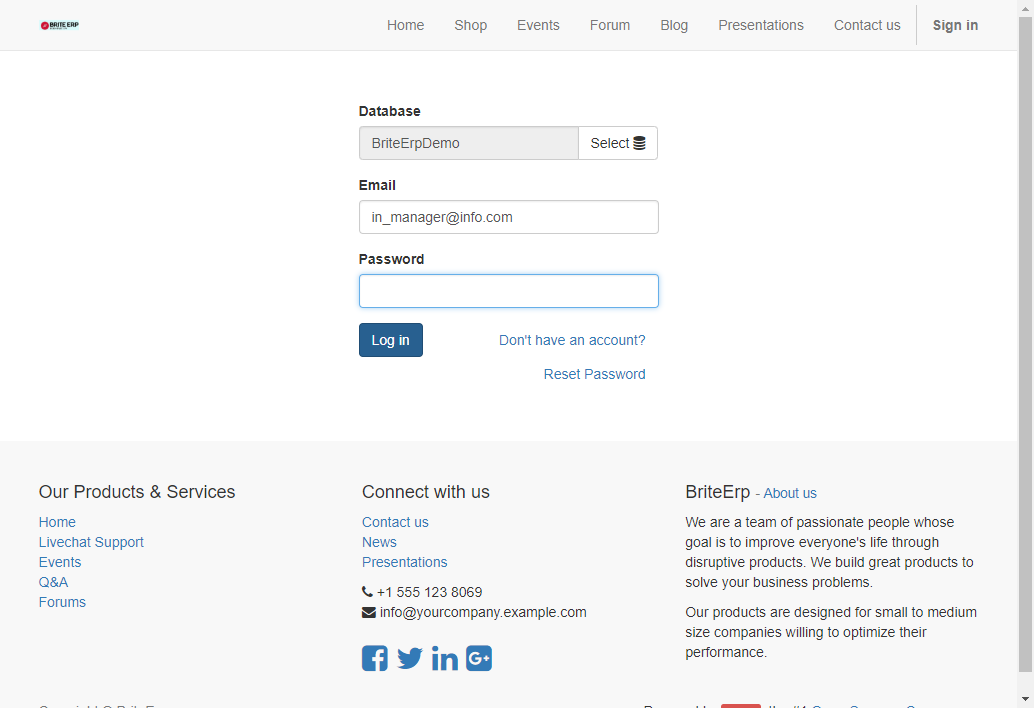 BRITE ERP
Home Shop Events Forum Blog Presentations Contact us Sign in
Database
BriteErpDemo Select
Email
in_manager@info.com
Password
Log in Don't have an account?
Reset Password
Our Products & Services
Home
Livechat Support
Events
Q&A
Forums
Connect with us
Contact us
News
Presentations
+1 555 123 8069
info@yourcompany.example.com
BriteErp - About us
We are a team of passionate people whose
goal is to improve everyone's life through
disruptive products. We build great products to
solve your business problems.
Our products are designed for small to medium
size companies willing to optimize their
performance.